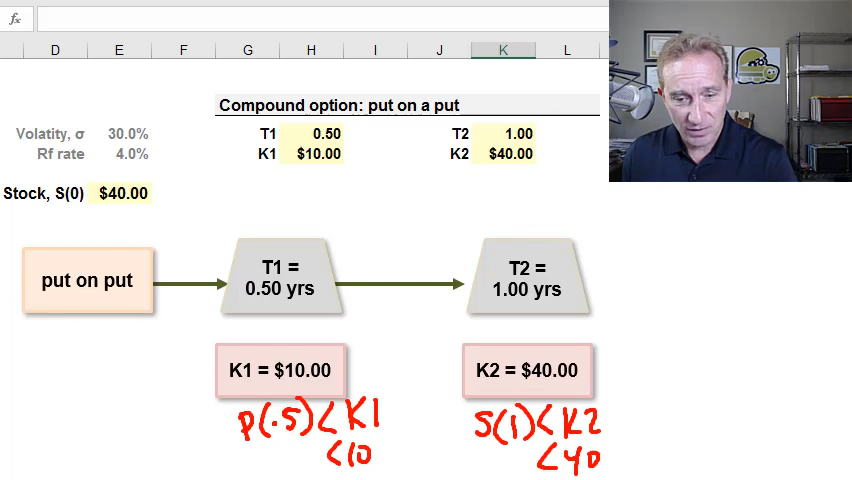 fx
D E F G H I J K L
Compound option: put on a put
T1 0.50 T2 1.00
Volatity, σ 30.0%
K1 $10.00 K2 $40.00
Rf rate 4.0%
Stock, S(0) $40.00
put on put
T1 =
0.50 yrs
T2 =
1.00 yrs
K1 = $10.00
K2 = $40.00
P(.5) < K1
< 10
S(1) < K2
< 40